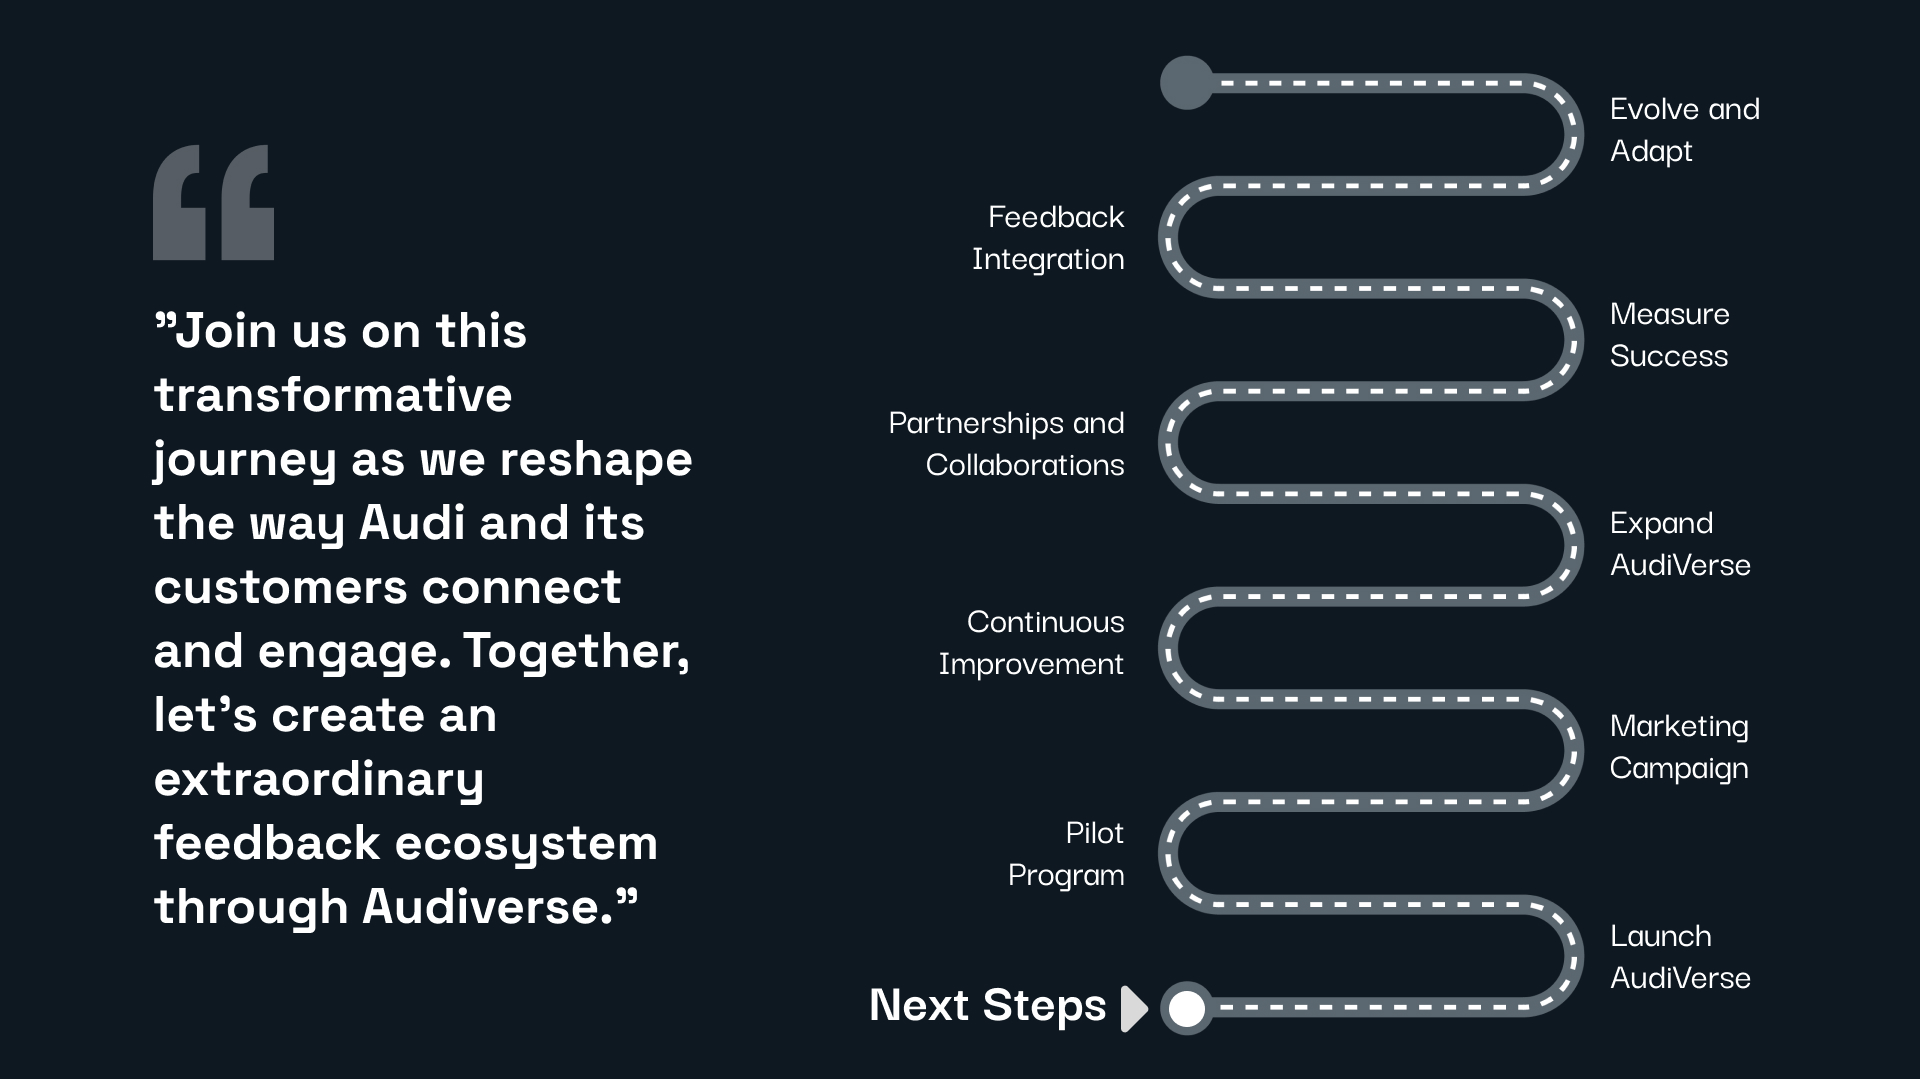 ”Join us on this
transformative
journey as we reshape
the way Audi and its
customers connect
and engage. Together,
let’s create an
extraordinary
feedback ecosystem
through Audiverse.”
Evolve and
Adapt
Feedback
Integration
Measure
Success
Partnerships and
Collaborations
Expand
AudiVerse
Continuous
Improvement
Marketing
Campaign
Pilot
Program
Launch
AudiVerse
Next Steps